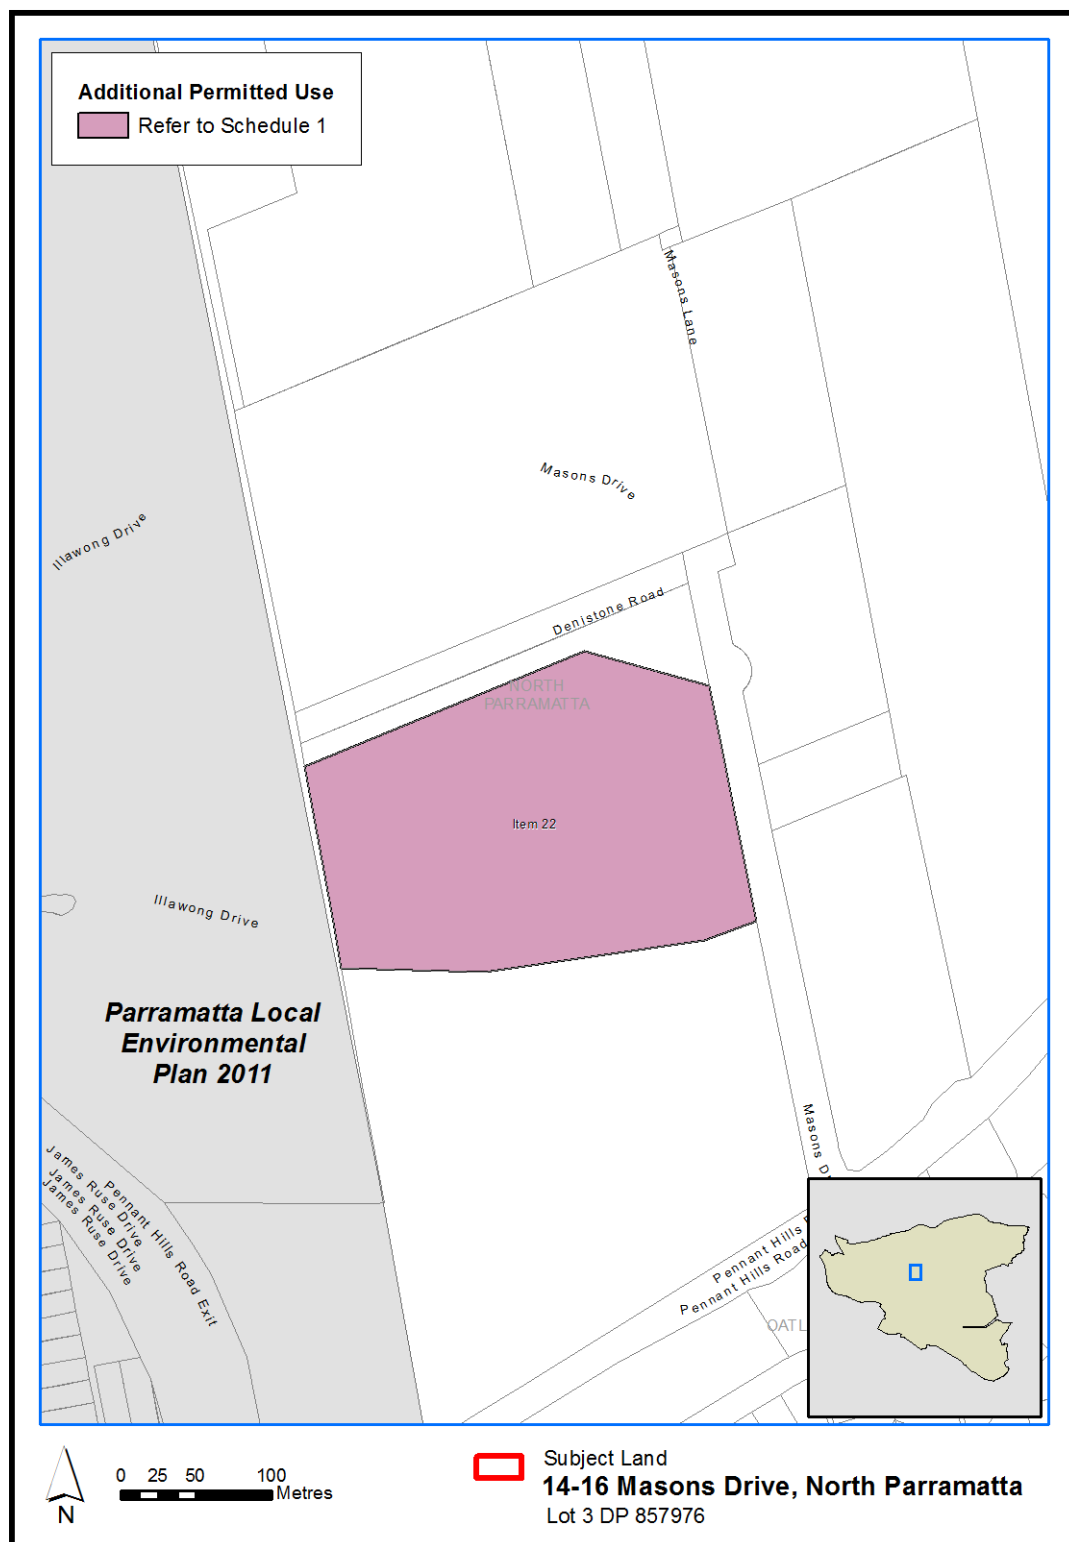 Additional Permitted Use
Refer to Schedule 1
Masons Lane
Masons Drive
Illawong Drive
Denistone Road
NORTH
PARRAMATTA
Item 22
Illawong Drive
Parramatta Local
Environmental
Plan 2011
Masons D
James Ruse Drive
James Ruse Drive
James Ruse Drive
Pennant Hills Road Exit
Pennant Hills
Pennant Hills Road
OATL
0 25 50 100
Metres
N
Subject Land
14-16 Masons Drive, North Parramatta
Lot 3 DP 857976